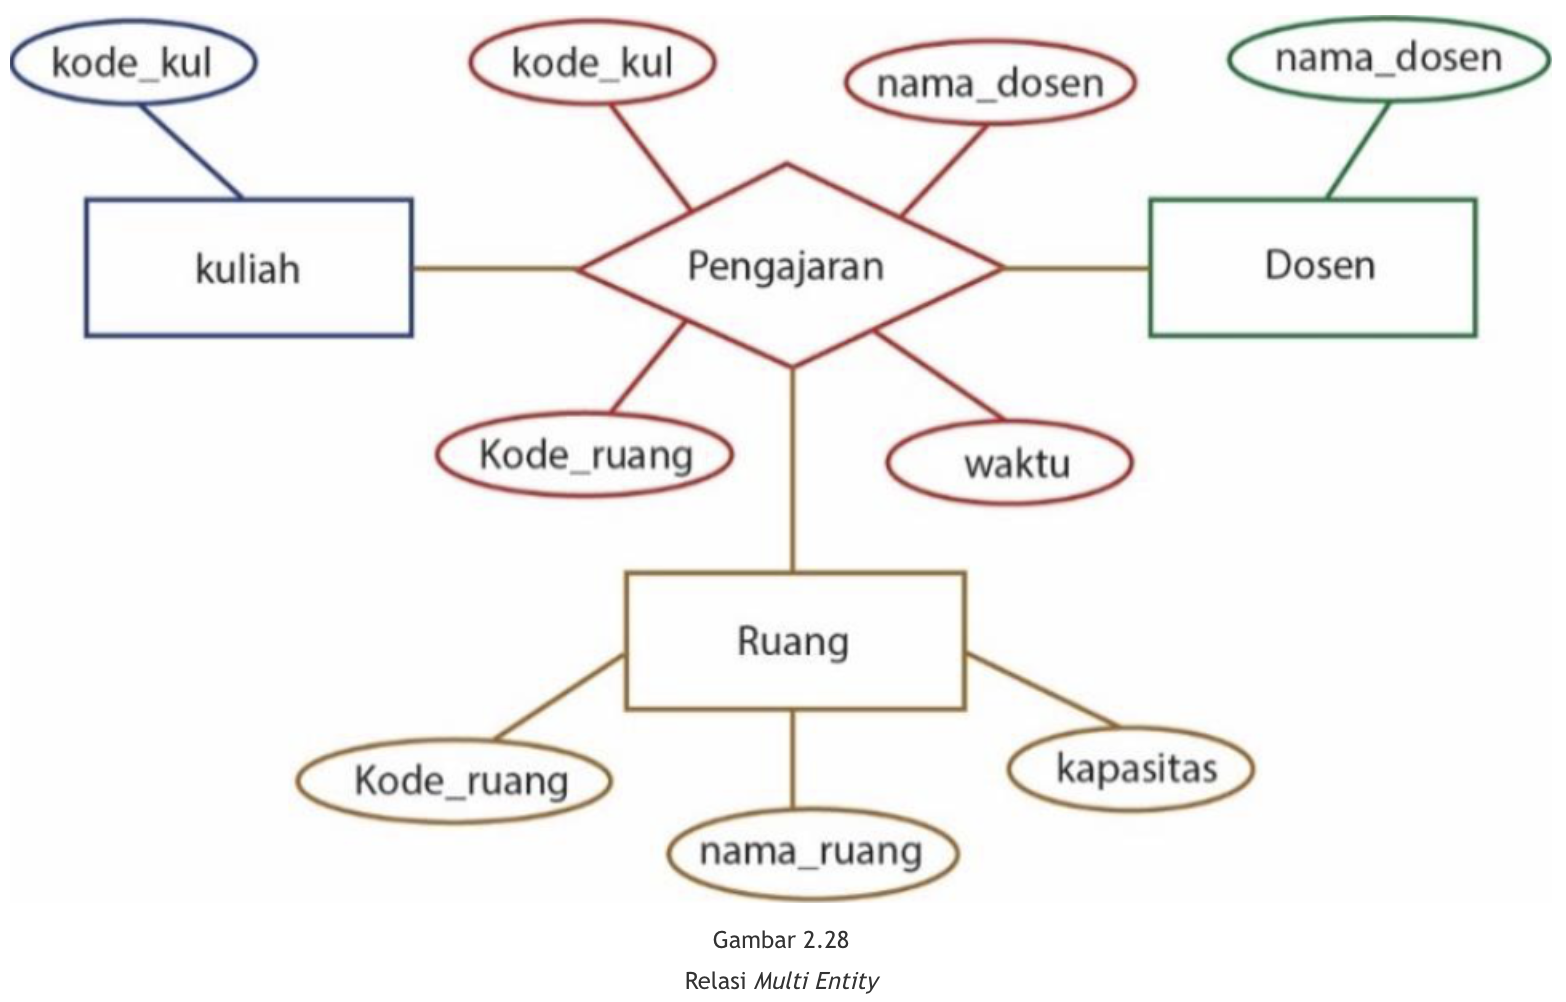 kode_kul
kode_kul
nama_dosen
nama_dosen
kuliah
Pengajaran
Dosen
Kode_ruang
waktu
Ruang
Kode_ruang
nama_ruang
kapasitas
Gambar 2.28
Relasi Multi Entity